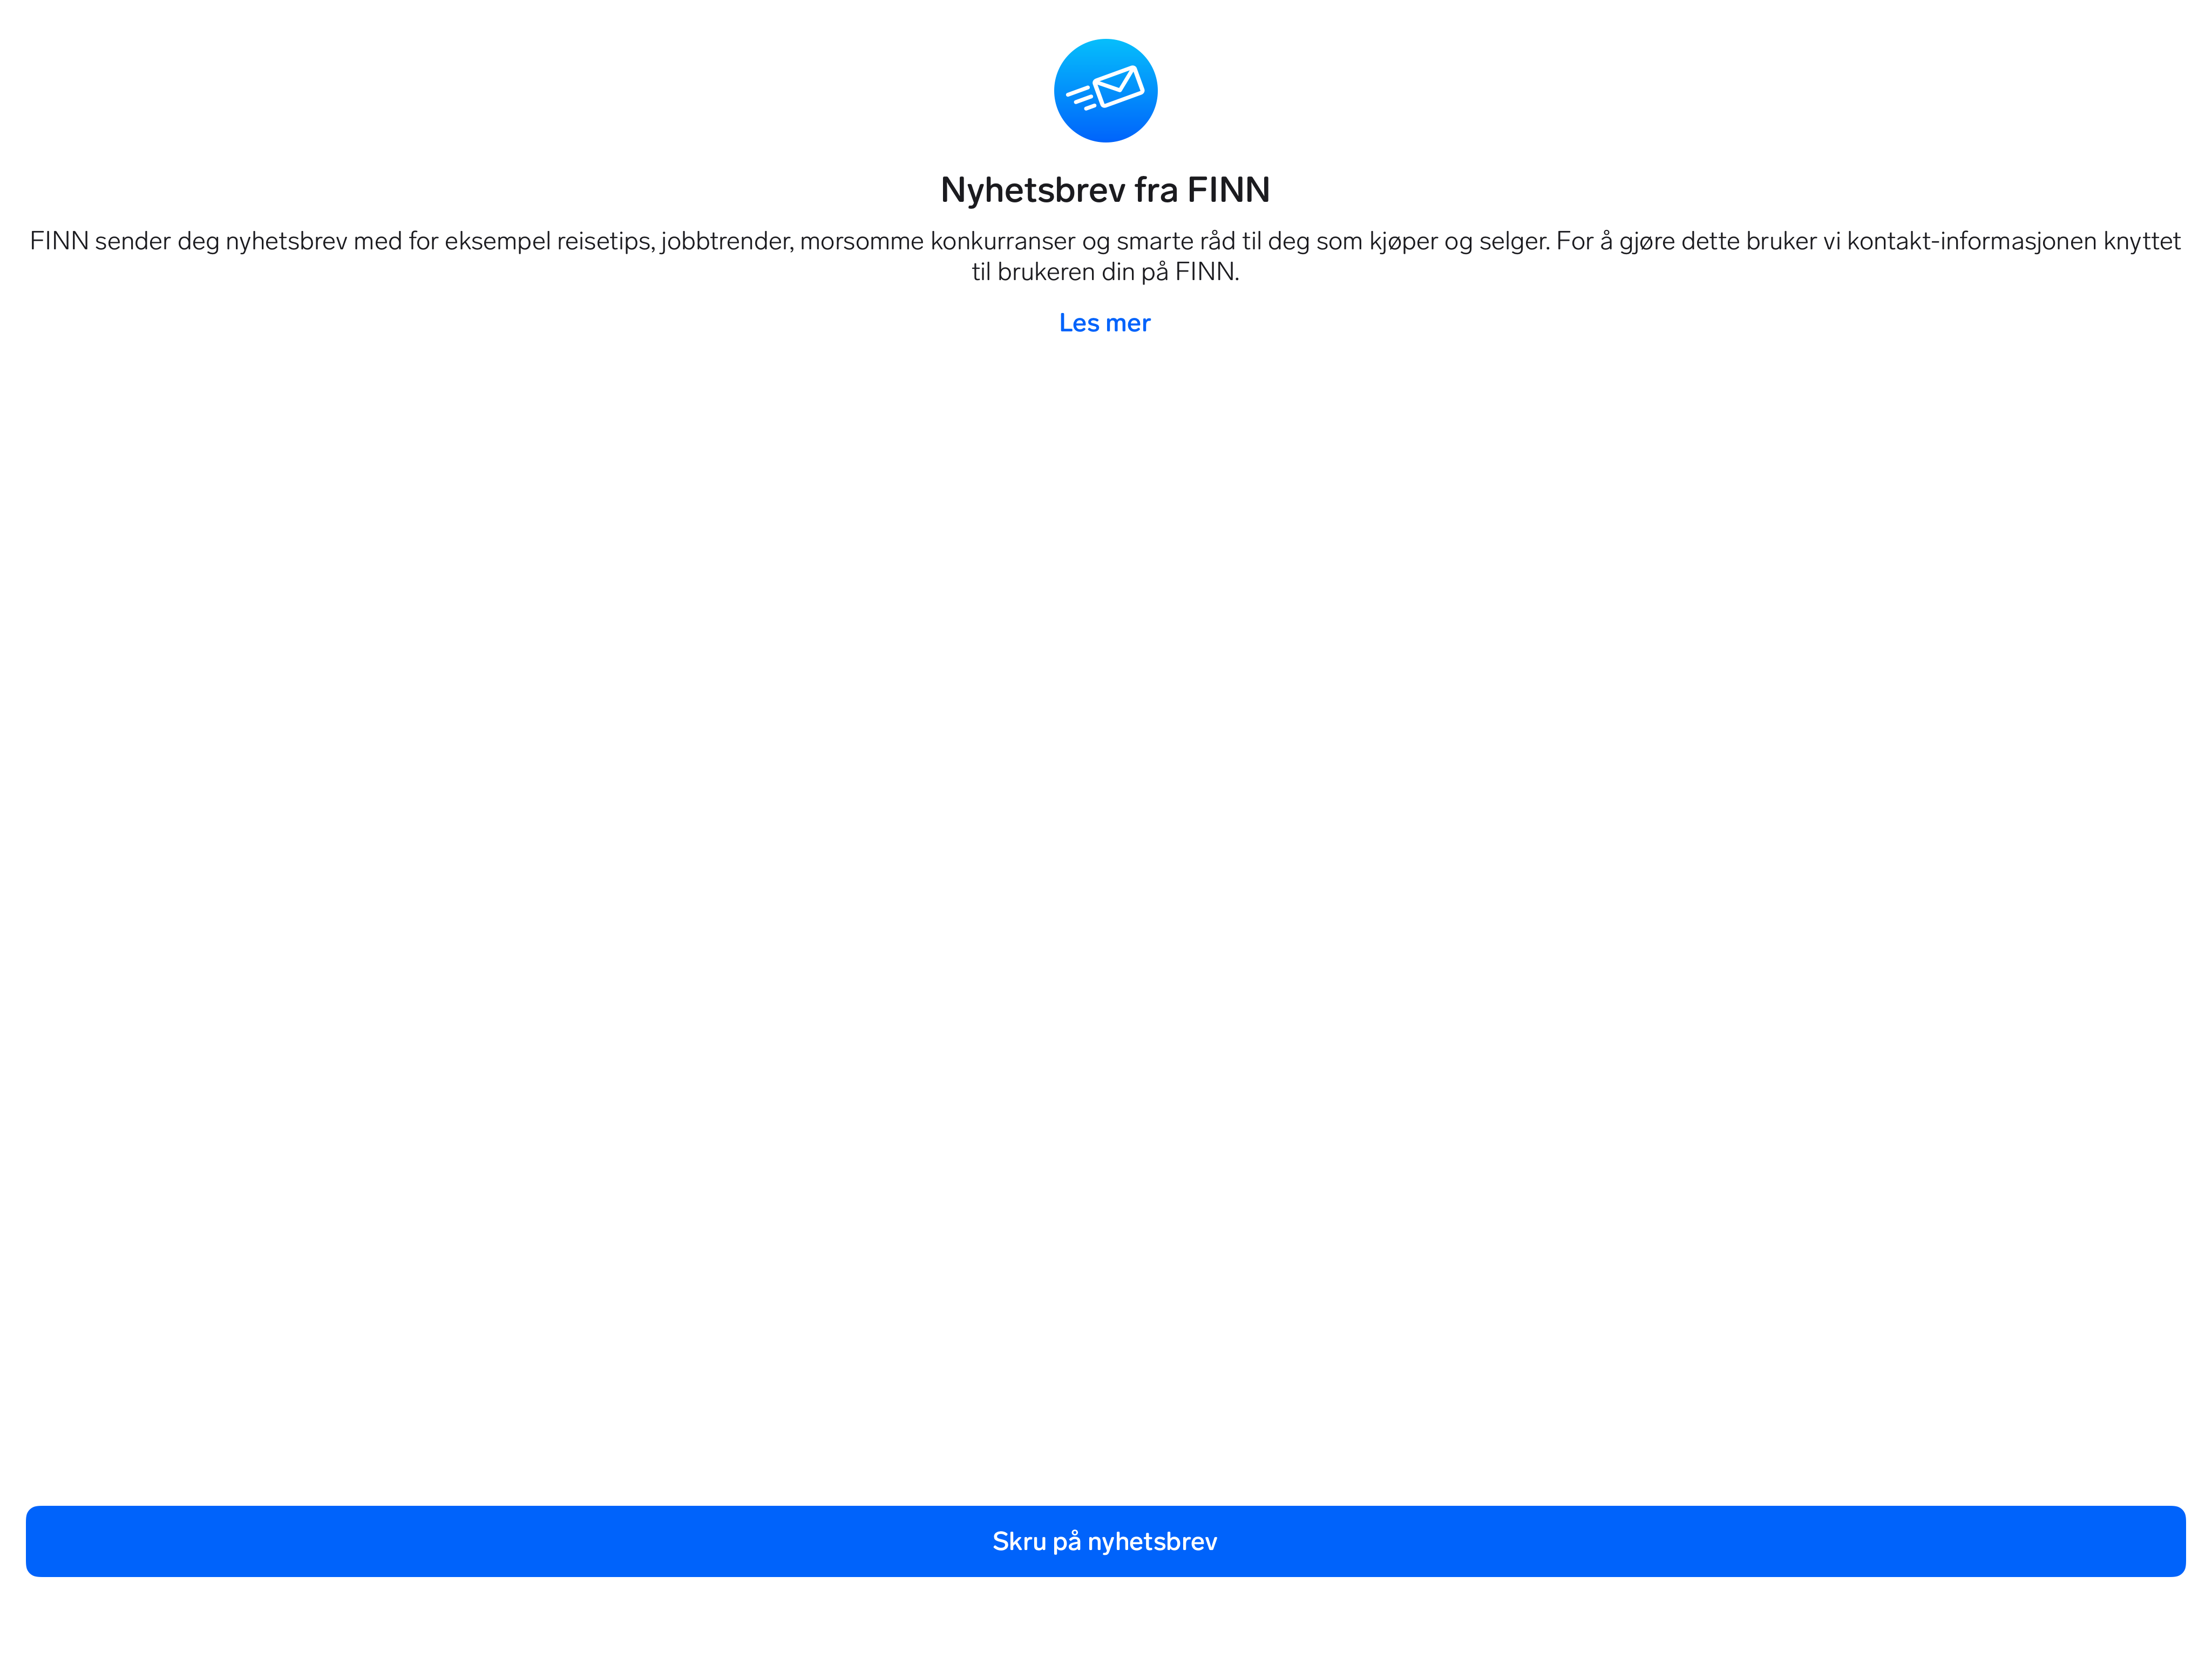 Nyhetsbrev fra FINN
FINN sender deg nyhetsbrev med for eksempel reisetips, jobbtrender, morsomme konkurranser og smarte råd til deg som kjøper og selger. For å gjøre dette bruker vi kontakt-informasjonen knyttet
til brukeren din på FINN.
Les mer
Skru på nyhetsbrev